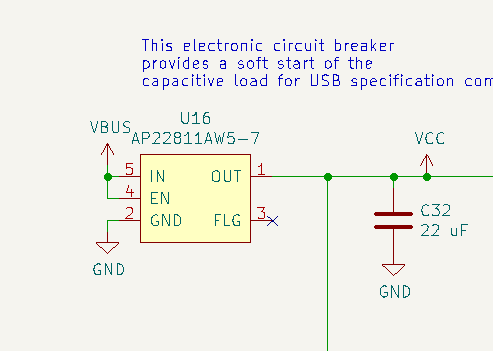 This electronic circuit breaker
provides a soft start of the
capacitive load for USB specification com
U16
VBUS
AP22811AW5-7
VCC
5 IN OUT 1
4 EN
2 GND FLG 3
C32
22 uF
GND
GND